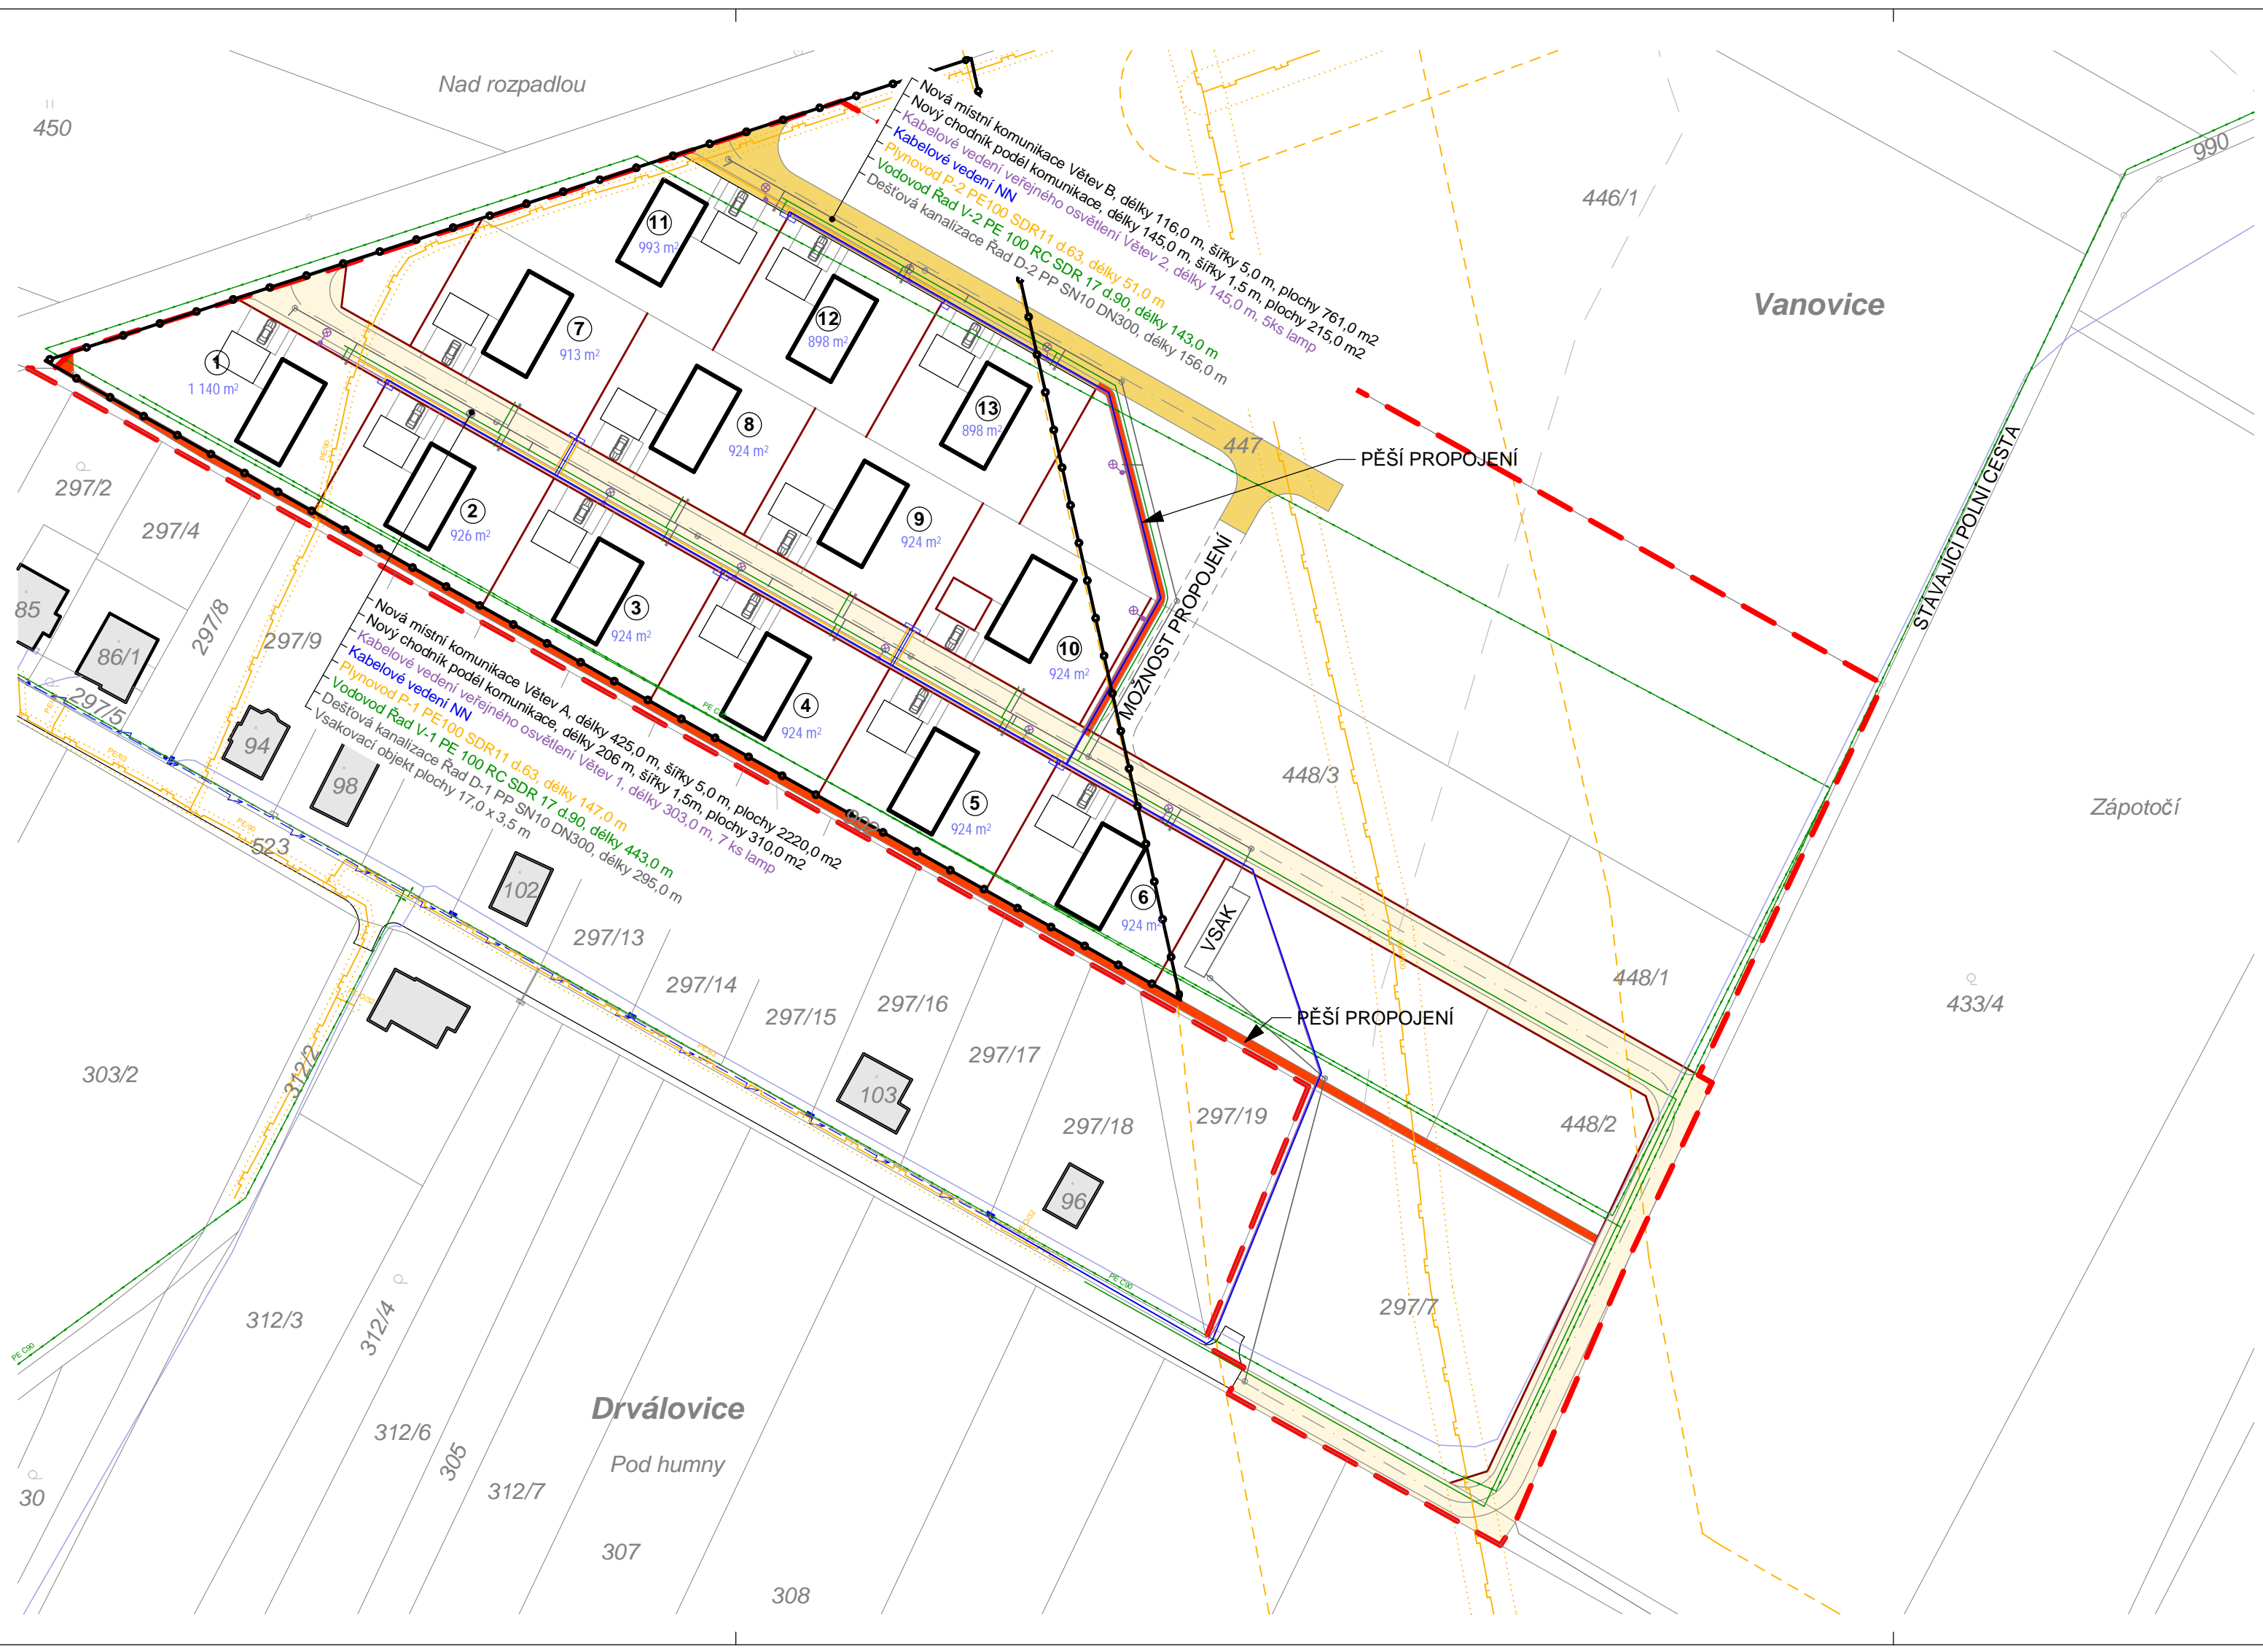 Nad rozpadlou
450
Nová místní komunikace Větev B, délky 116,0 m, šířky 5,0 m, plochy 761,0 m2
Nový chodník podél komunikace, délky 145,0 m, šířky 1,5 m, plochy 215,0 m2
Kabelové vedení veřejného osvětlení Větev 2, délky 145,0 m, 5ks lamp
Kabelové vedení NN
Plynovod P-2 PE100 SDR11 d.63, délky 51,0 m
Vodovod Řad V-2 PE 100 RC SDR 17 d.90, délky 143,0 m
Dešťová kanalizace Řad D-2 PP SN10 DN300, délky 156,0 m
990
446/1
Vanovice
11
993 m²
7
913 m²
12
898 m²
1
1 140 m²
8
924 m²
13
898 m²
447
PĚŠÍ PROPOJENÍ
STÁVAJÍCÍ POLNÍ CESTA
297/2
297/4
2
926 m²
9
924 m²
PE/90
MOŽNOST PROPOJENÍ
85
86/1
297/8
297/9
297/5
3
924 m²
10
924 m²
4
924 m²
Nová místní komunikace Větev A, délky 425,0 m, šířky 5,0 m, plochy 2220,0 m2
Nový chodník podél komunikace, délky 206 m, šířky 1,5m, plochy 310,0 m2
Kabelové vedení veřejného osvětlení Větev 1, délky 303,0 m, 7 ks lamp
Kabelové vedení NN
Plynovod P-1 PE100 SDR11 d.63, délky 147,0 m
Vodovod Řad V-1 PE 100 RC SDR 17 d.90, délky 443,0 m
Dešťová kanalizace Řad D-1 PP SN10 DN300, délky 295,0 m
Vsakovací objekt plochy 17,0 x 3,5 m
94
98
448/3
Zápotočí
5
924 m²
PE/63
PE/90
523
102
6
924 m²
VSAK
297/13
297/14
297/15
297/16
297/17
448/1
433/4
PĚŠÍ PROPOJENÍ
303/2
312/2
103
297/18
297/19
448/2
96
PE C90
297/7
312/3
312/4
PE C90
Drválovice
Pod humny
312/6
305
312/7
30
307
308